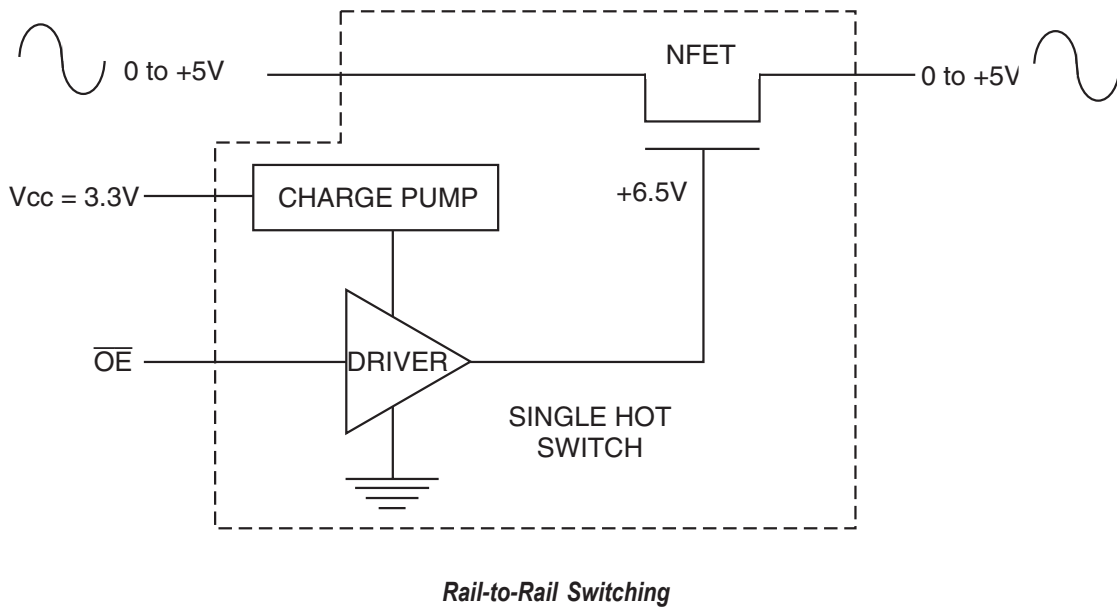 NFET
0 to +5V
0 to +5V
Vcc = 3.3V
CHARGE PUMP
+6.5V
OE
DRIVER
SINGLE HOT
SWITCH
Rail-to-Rail Switching